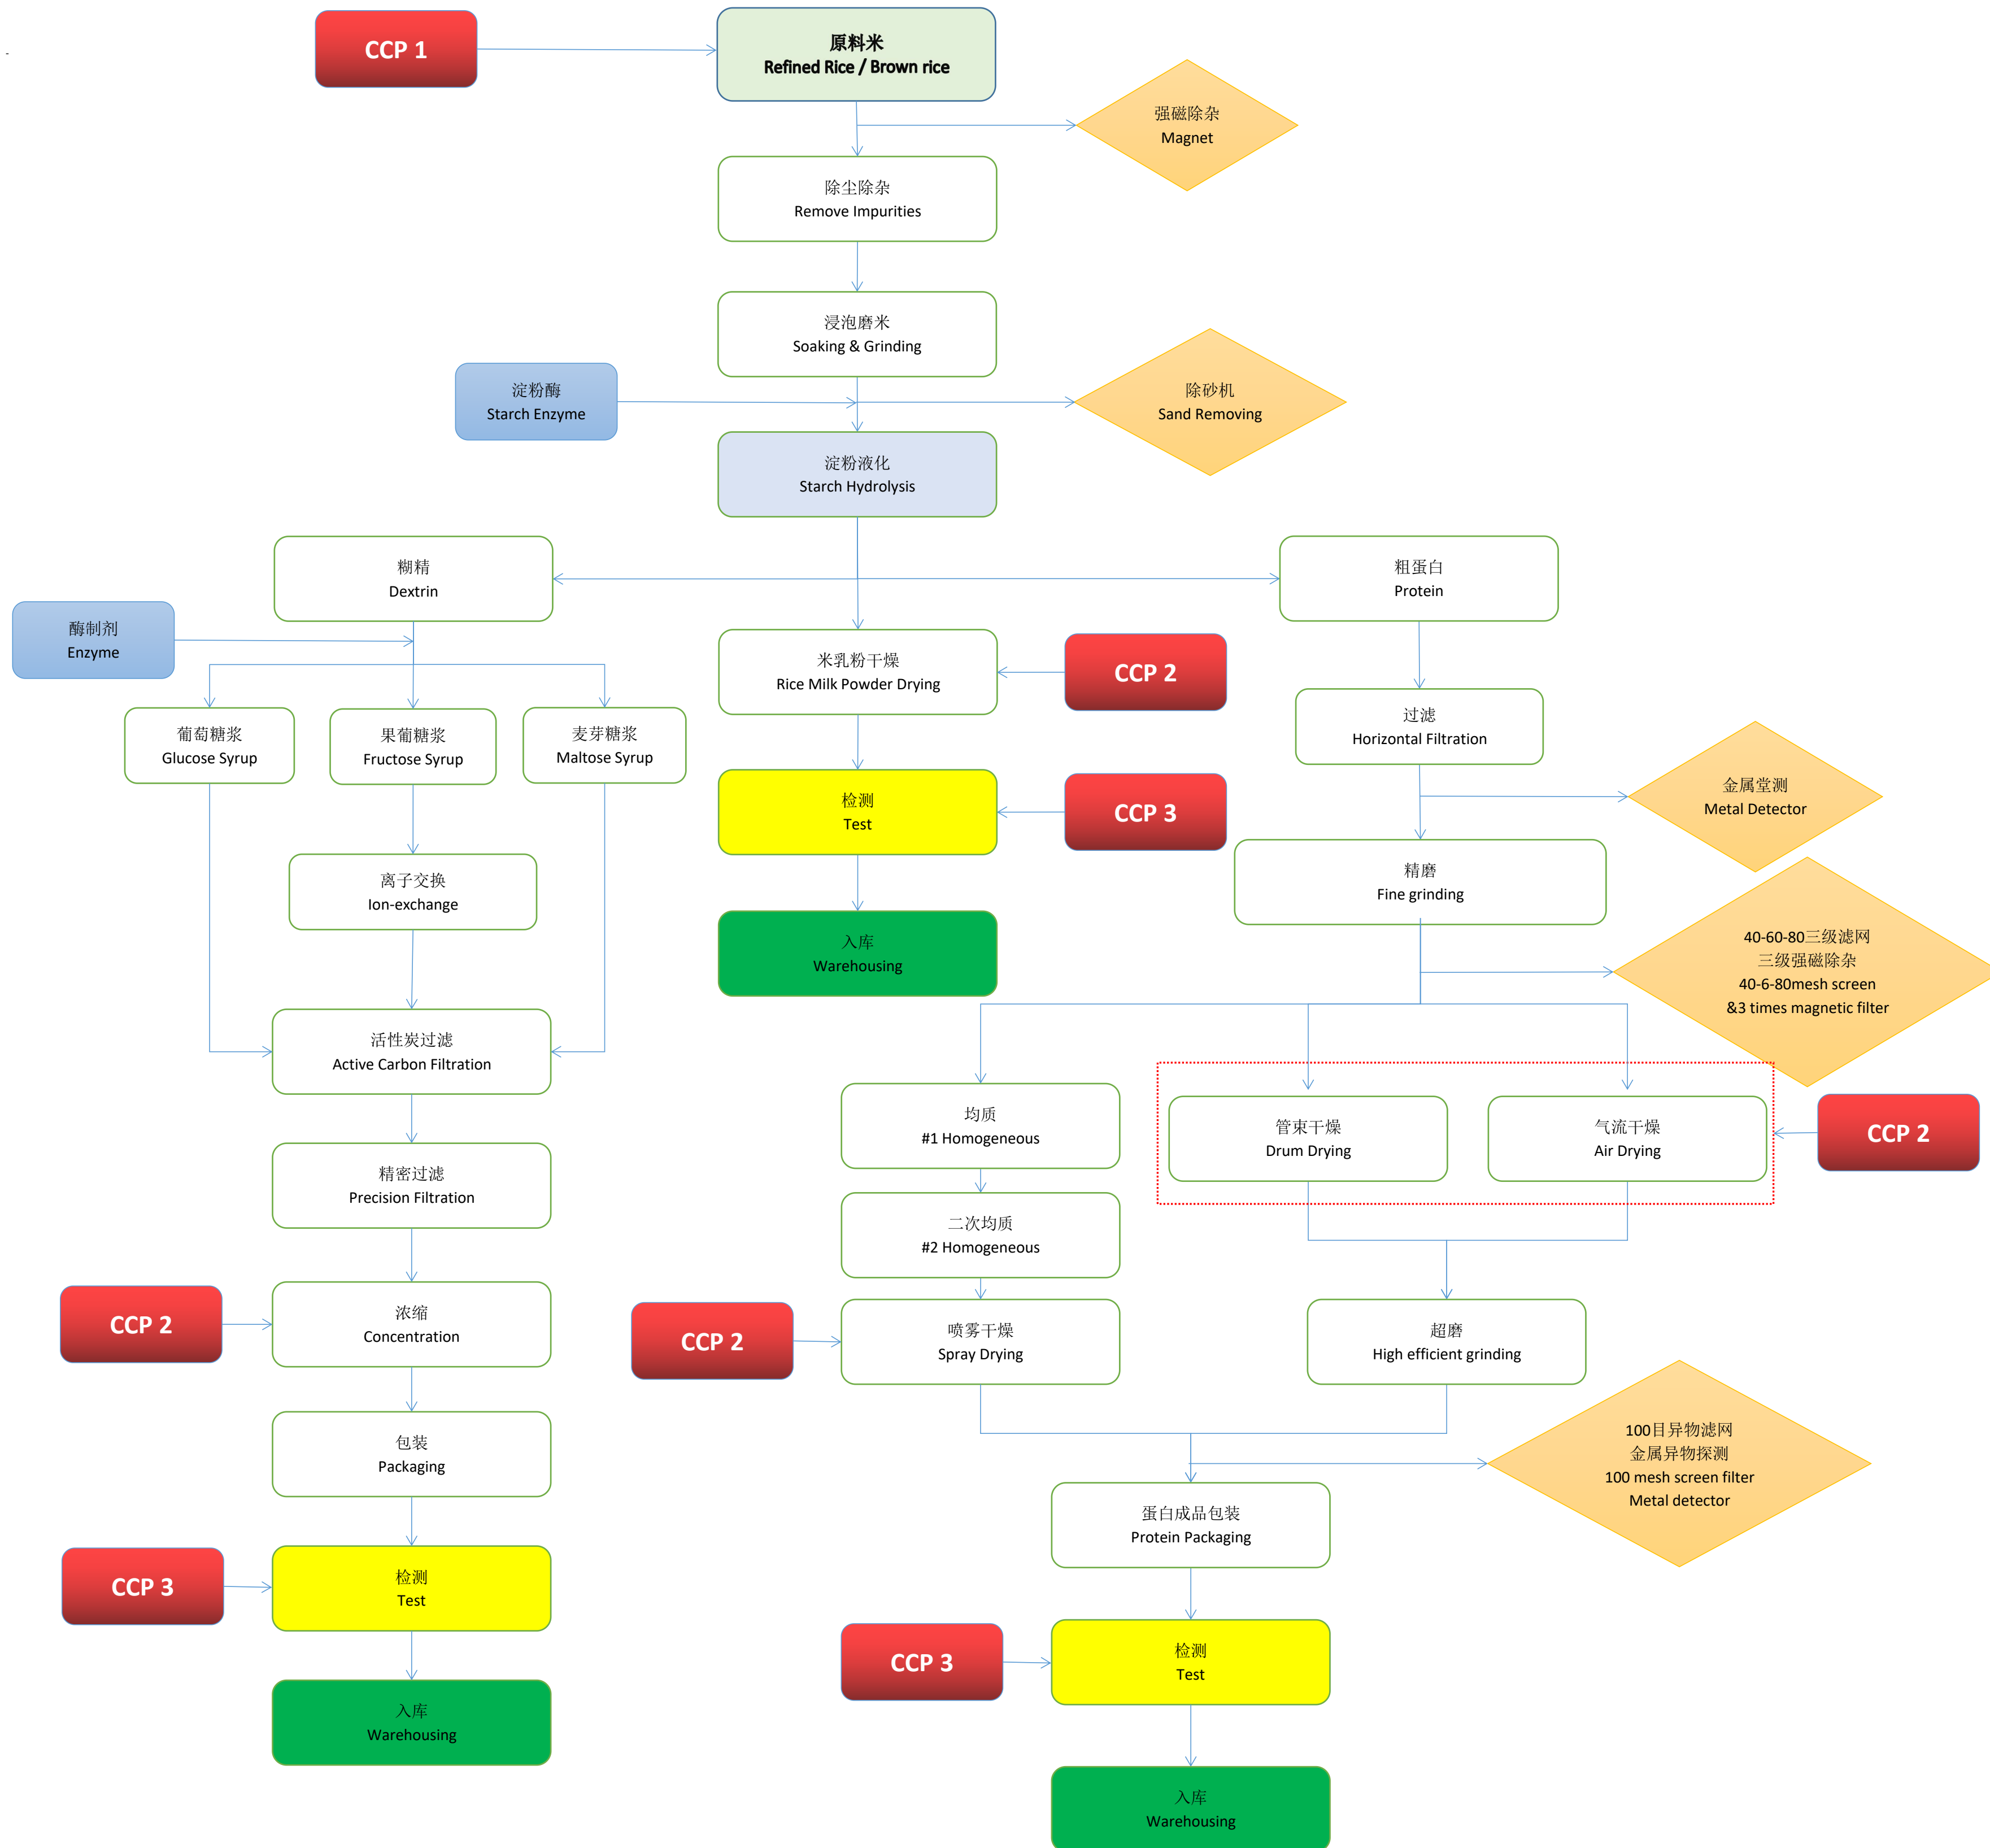 CCP 1
原料米
Refined Rice / Brown rice
强磁除杂
Magnet
除尘除杂
Remove Impurities
浸泡磨米
Soaking & Grinding
淀粉酶
Starch Enzyme
除砂机
Sand Removing
淀粉液化
Starch Hydrolysis
糊精
Dextrin
粗蛋白
Protein
酶制剂
Enzyme
米乳粉干燥
Rice Milk Powder Drying
CCP 2
葡萄糖浆
Glucose Syrup
果葡糖浆
Fructose Syrup
麦芽糖浆
Maltose Syrup
过滤
Horizontal Filtration
检测
Test
CCP 3
金属堂测
Metal Detector
离子交换
Ion-exchange
精磨
Fine grinding
入库
Warehousing
40-60-80三级滤网
三级强磁除杂
40-6-80mesh screen
&3 times magnetic filter
活性炭过滤
Active Carbon Filtration
均质
#1 Homogeneous
管束干燥
Drum Drying
气流干燥
Air Drying
CCP 2
精密过滤
Precision Filtration
二次均质
#2 Homogeneous
CCP 2
浓缩
Concentration
CCP 2
喷雾干燥
Spray Drying
超磨
High efficient grinding
包装
Packaging
100目异物滤网
金属异物探测
100 mesh screen filter
Metal detector
蛋白成品包装
Protein Packaging
CCP 3
检测
Test
CCP 3
检测
Test
入库
Warehousing
入库
Warehousing